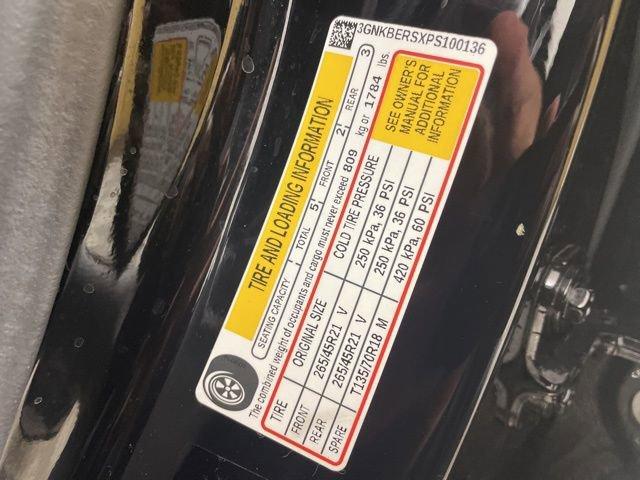 3GNKBERSXPS100136
TIRE AND LOADING INFORMATION
SEATING CAPACITY TOTAL 5 FRONT 2 REAR 3
The combined weight of occupants and cargo must never exceed 809 kg or 1784 lbs.
TIRE ORIGINAL SIZE COLD TIRE PRESSURE
FRONT 265/45R21 V 250 kPa, 36 PSI
REAR 265/45R21 V 250 kPa, 36 PSI
SPARE T135/70R18 M 420 kPa, 60 PSI
SEE OWNER'S
MANUAL FOR
ADDITIONAL
INFORMATION